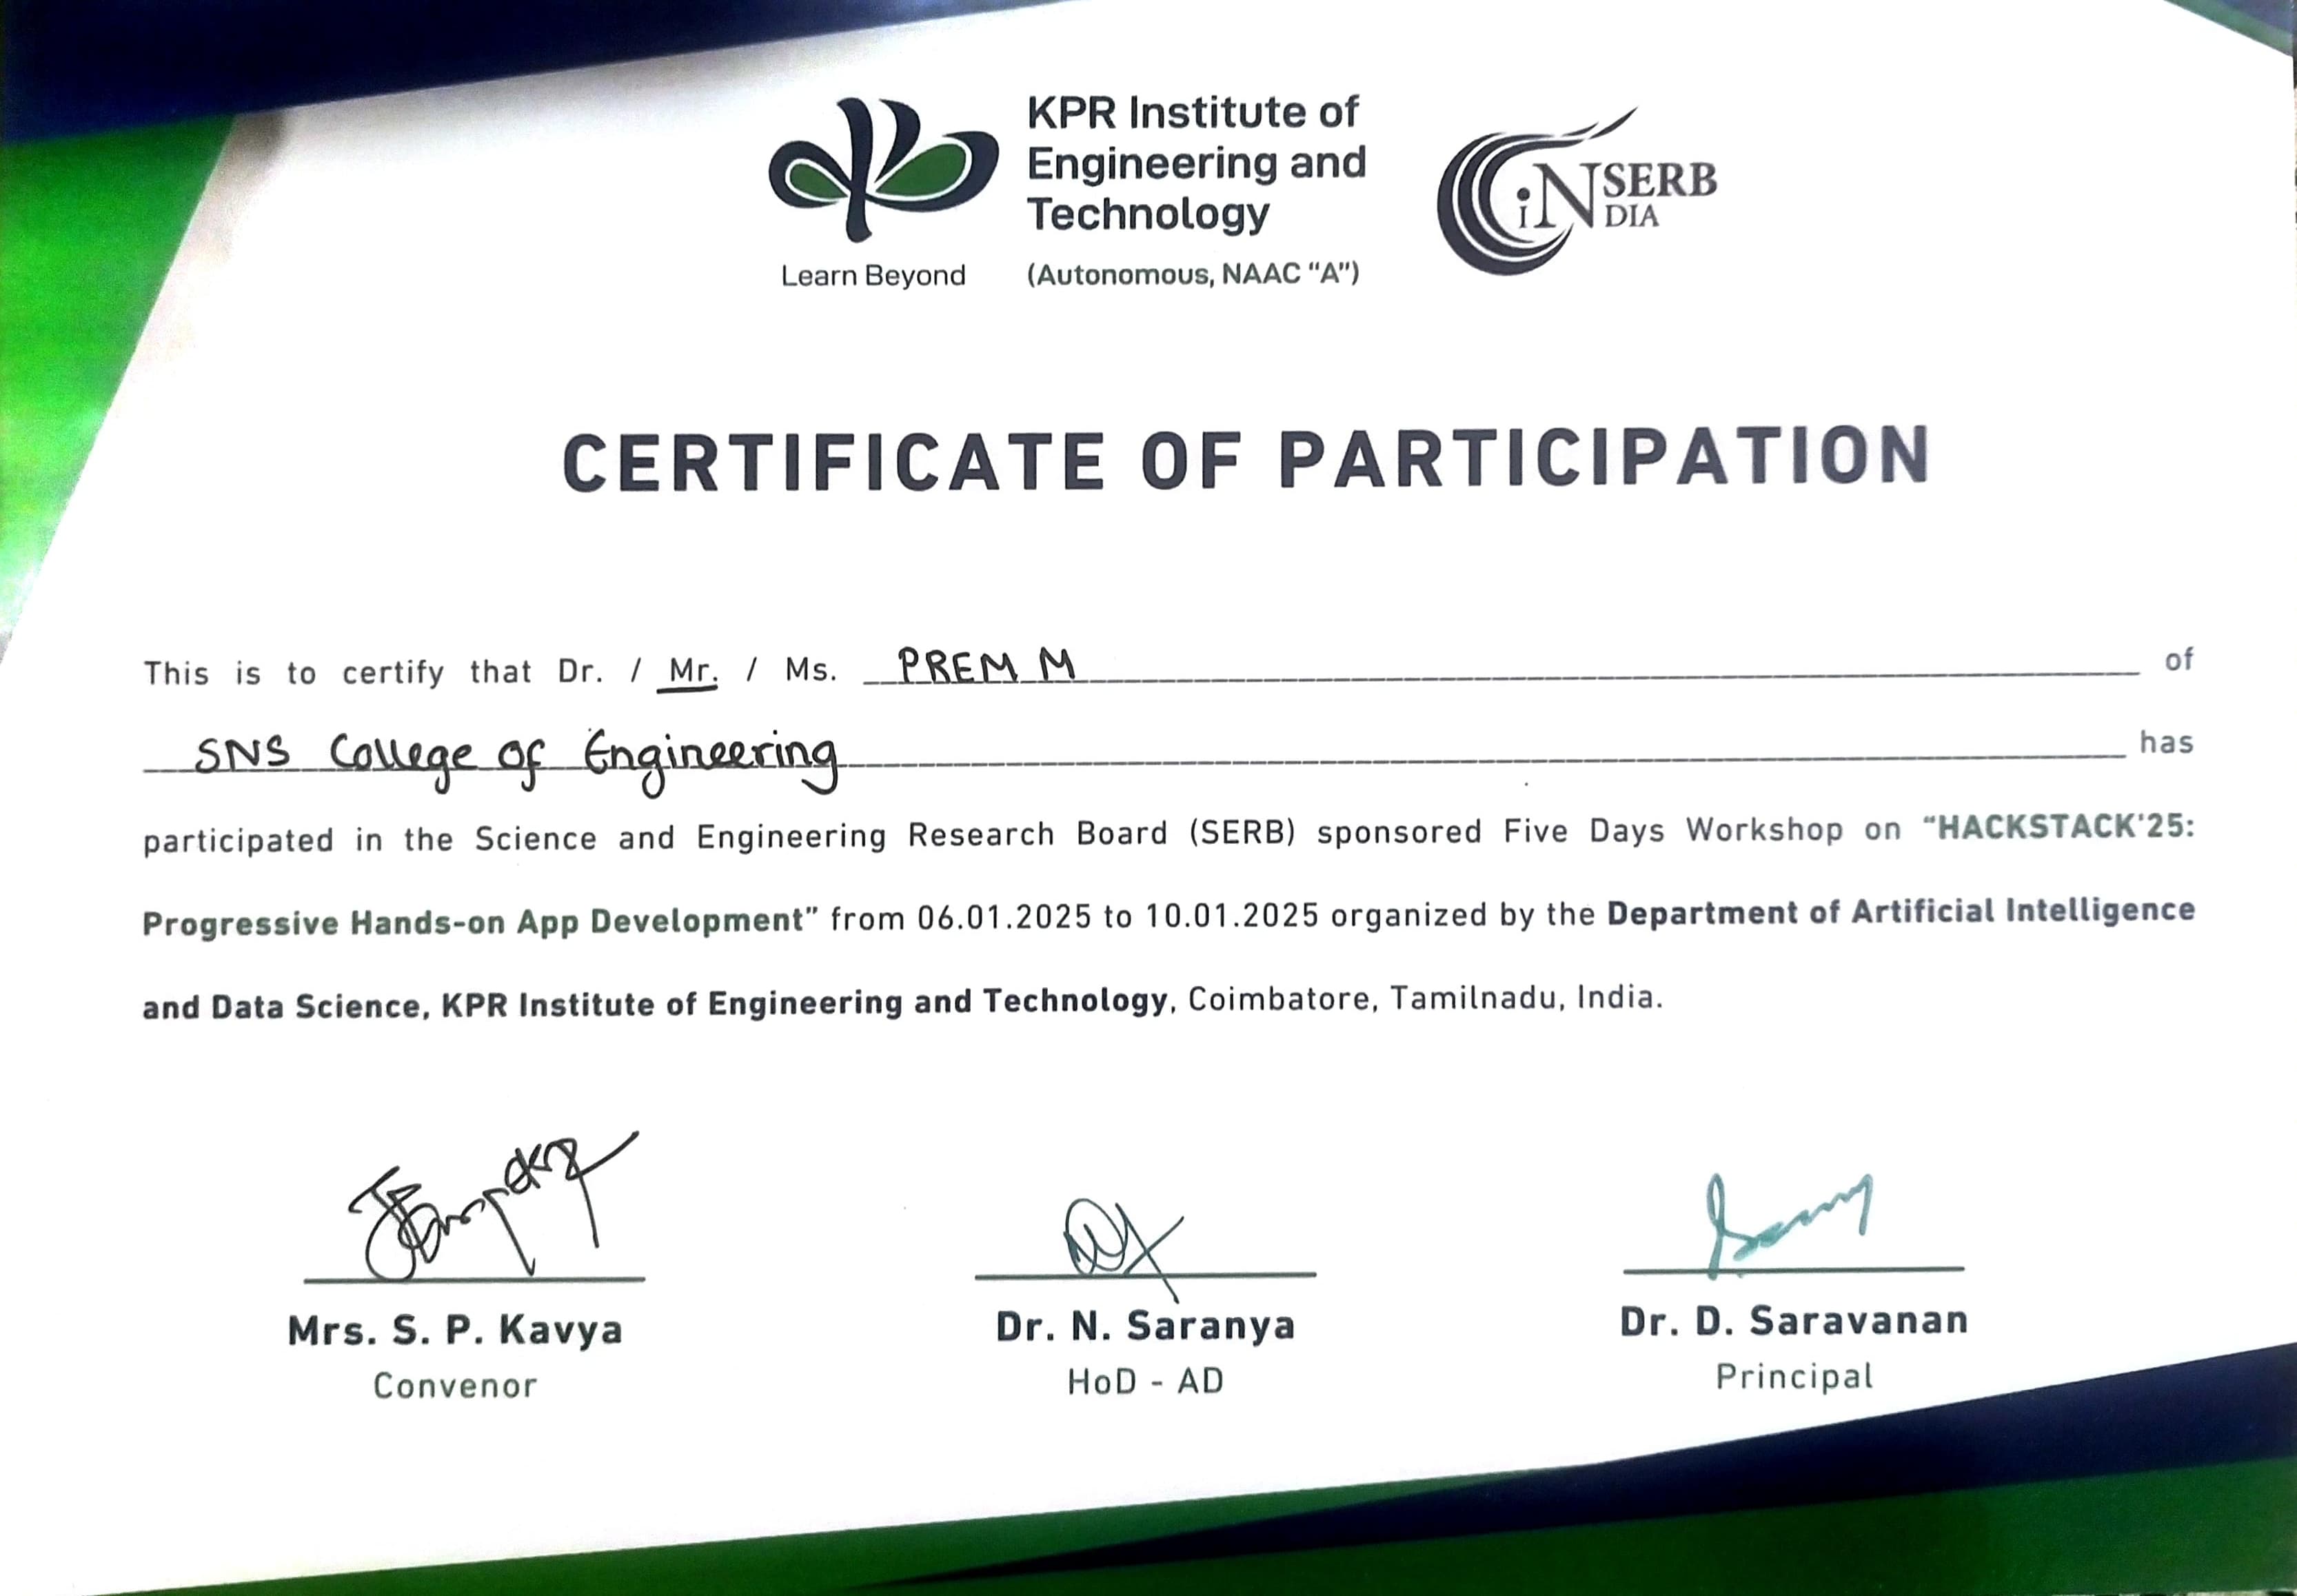 KPR Institute of
Engineering and
Technology
Learn Beyond
(Autonomous, NAAC "A")
iNSERB
DIA
CERTIFICATE OF PARTICIPATION
This is to certify that Dr. / Mr. / Ms. PREM M of
SNS College of Engineering has
participated in the Science and Engineering Research Board (SERB) sponsored Five Days Workshop on "HACKSTACK'25:
Progressive Hands-on App Development" from 06.01.2025 to 10.01.2025 organized by the Department of Artificial Intelligence
and Data Science, KPR Institute of Engineering and Technology, Coimbatore, Tamilnadu, India.
Mrs. S. P. Kavya
Convenor
Dr. N. Saranya
HoD - AD
Dr. D. Saravanan
Principal